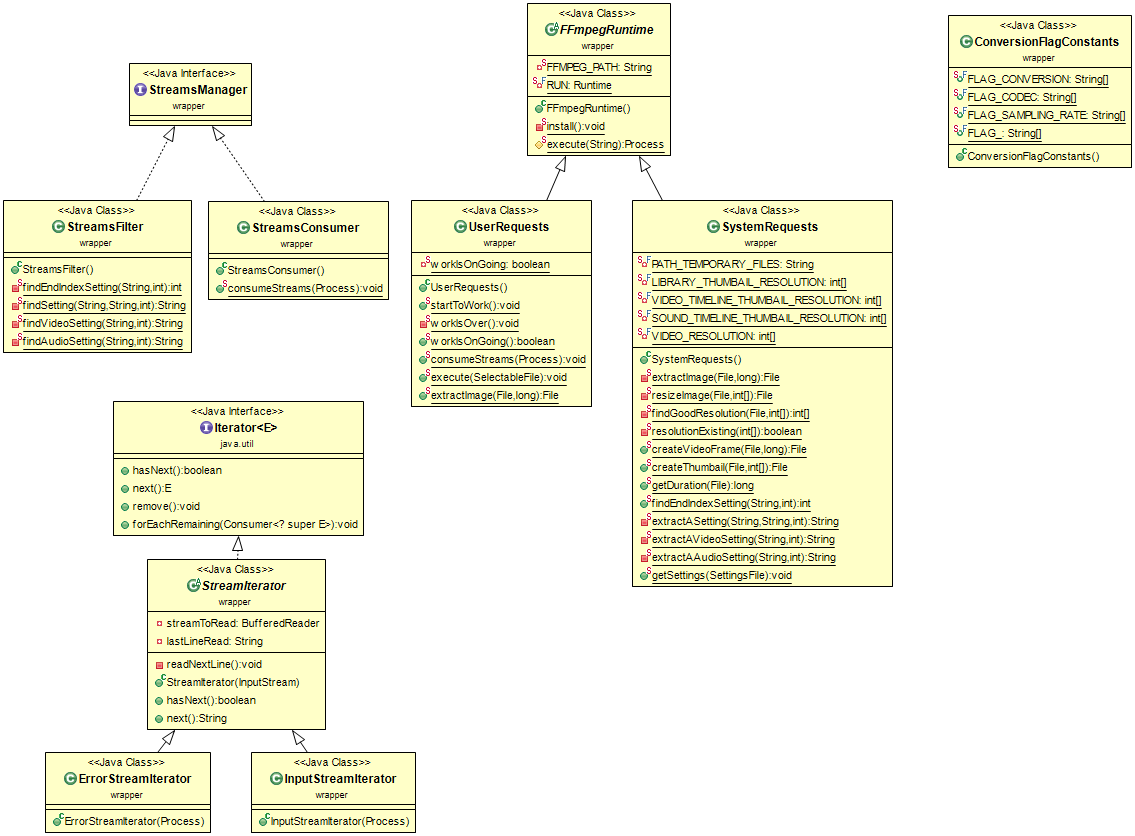 <<Java Class>>
FFmpegRuntime
wrapper
FFMPEG_PATH: String
RUN: Runtime
FFmpegRuntime()
install():void
execute(String):Process
<<Java Class>>
ConversionFlagConstants
wrapper
FLAG_CONVERSION: String[]
FLAG_CODEC: String[]
FLAG_SAMPLING_RATE: String[]
FLAG_: String[]
ConversionFlagConstants()
<<Java Interface>>
StreamsManager
wrapper
<<Java Class>>
StreamsFilter
wrapper
StreamsFilter()
findEndIndexSetting(String,int):int
findSetting(String,String,int):String
findVideoSetting(String,int):String
findAudioSetting(String,int):String
<<Java Class>>
StreamsConsumer
wrapper
StreamsConsumer()
consumeStreams(Process):void
<<Java Class>>
UserRequests
wrapper
workIsOnGoing: boolean
UserRequests()
startToWork():void
workIsOver():void
workIsOnGoing():boolean
consumeStreams(Process):void
execute(SelectableFile):void
extractImage(File,long):File
<<Java Class>>
SystemRequests
wrapper
PATH_TEMPORARY_FILES: String
LIBRARY_THUMBAIL_RESOLUTION: int[]
VIDEO_TIMELINE_THUMBAIL_RESOLUTION: int[]
SOUND_TIMELINE_THUMBAIL_RESOLUTION: int[]
VIDEO_RESOLUTION: int[]
SystemRequests()
extractImage(File,long):File
resizeImage(File,int[]):File
findGoodResolution(File,int[]):int[]
resolutionExisting(int[]):boolean
createVideoFrame(File,long):File
createThumbail(File,int[]):File
getDuration(File):long
findEndIndexSetting(String,int):int
extractASetting(String,String,int):String
extractAVideoSetting(String,int):String
extractAAudioSetting(String,int):String
getSettings(SettingsFile):void
<<Java Interface>>
Iterator<E>
java.util
hasNext():boolean
next():E
remove():void
forEachRemaining(Consumer<? super E>):void
<<Java Class>>
StreamIterator
wrapper
streamToRead: BufferedReader
lastLineRead: String
readNextLine():void
StreamIterator(InputStream)
hasNext():boolean
next():String
<<Java Class>>
ErrorStreamIterator
wrapper
ErrorStreamIterator(Process)
<<Java Class>>
InputStreamIterator
wrapper
InputStreamIterator(Process)